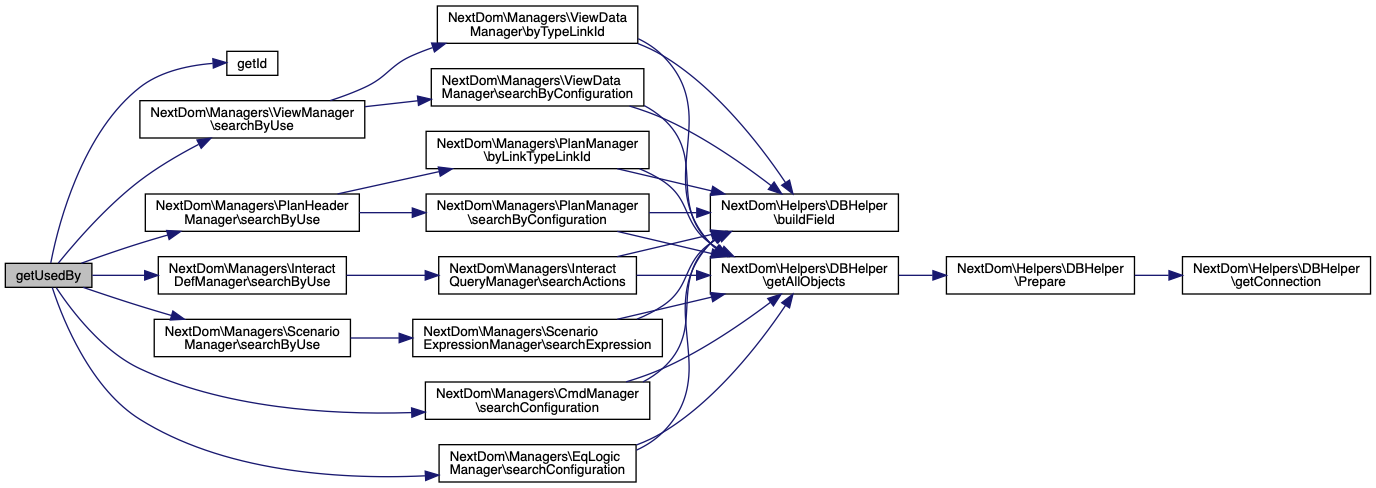 getUsedBy
getId
NextDom\Managers\ViewManager
\searchByUse
NextDom\Managers\PlanHeader
Manager\searchByUse
NextDom\Managers\Interact
DefManager\searchByUse
NextDom\Managers\Scenario
Manager\searchByUse
NextDom\Managers\ViewData
Manager\byTypeLinkId
NextDom\Managers\ViewData
Manager\searchByConfiguration
NextDom\Managers\PlanManager
\byLinkTypeLinkId
NextDom\Managers\PlanManager
\searchByConfiguration
NextDom\Managers\Interact
QueryManager\searchActions
NextDom\Managers\Scenario
ExpressionManager\searchExpression
NextDom\Managers\CmdManager
\searchConfiguration
NextDom\Managers\EqLogic
Manager\searchConfiguration
NextDom\Helpers\DBHelper
\buildField
NextDom\Helpers\DBHelper
\getAllObjects
NextDom\Helpers\DBHelper
\Prepare
NextDom\Helpers\DBHelper
\getConnection